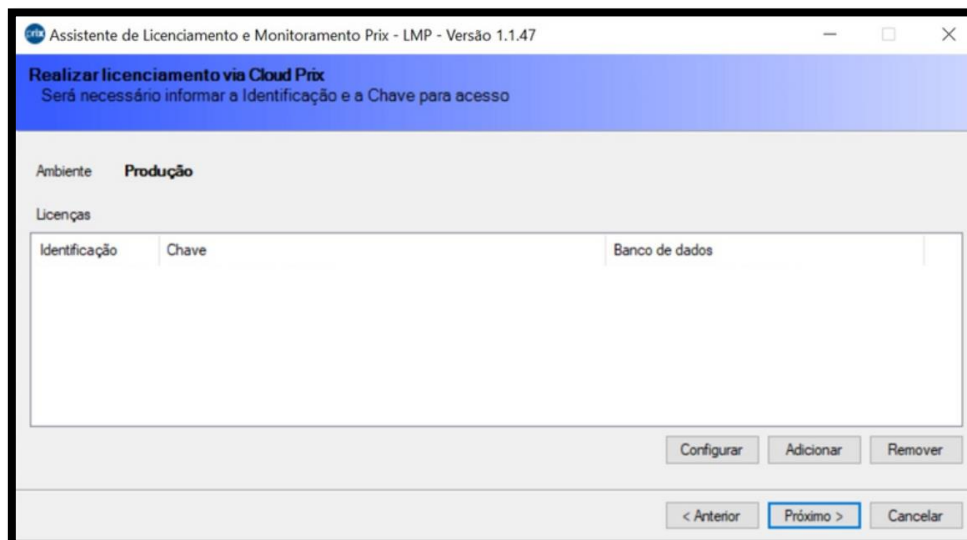 prix Assistente de Licenciamento e Monitoramento Prix - LMP - Versão 1.1.47
Realizar licenciamento via Cloud Prix
Será necessário informar a Identificação e a Chave para acesso
Ambiente Produção
Licenças
Identificação Chave Banco de dados
Configurar Adicionar Remover
< Anterior Próximo > Cancelar